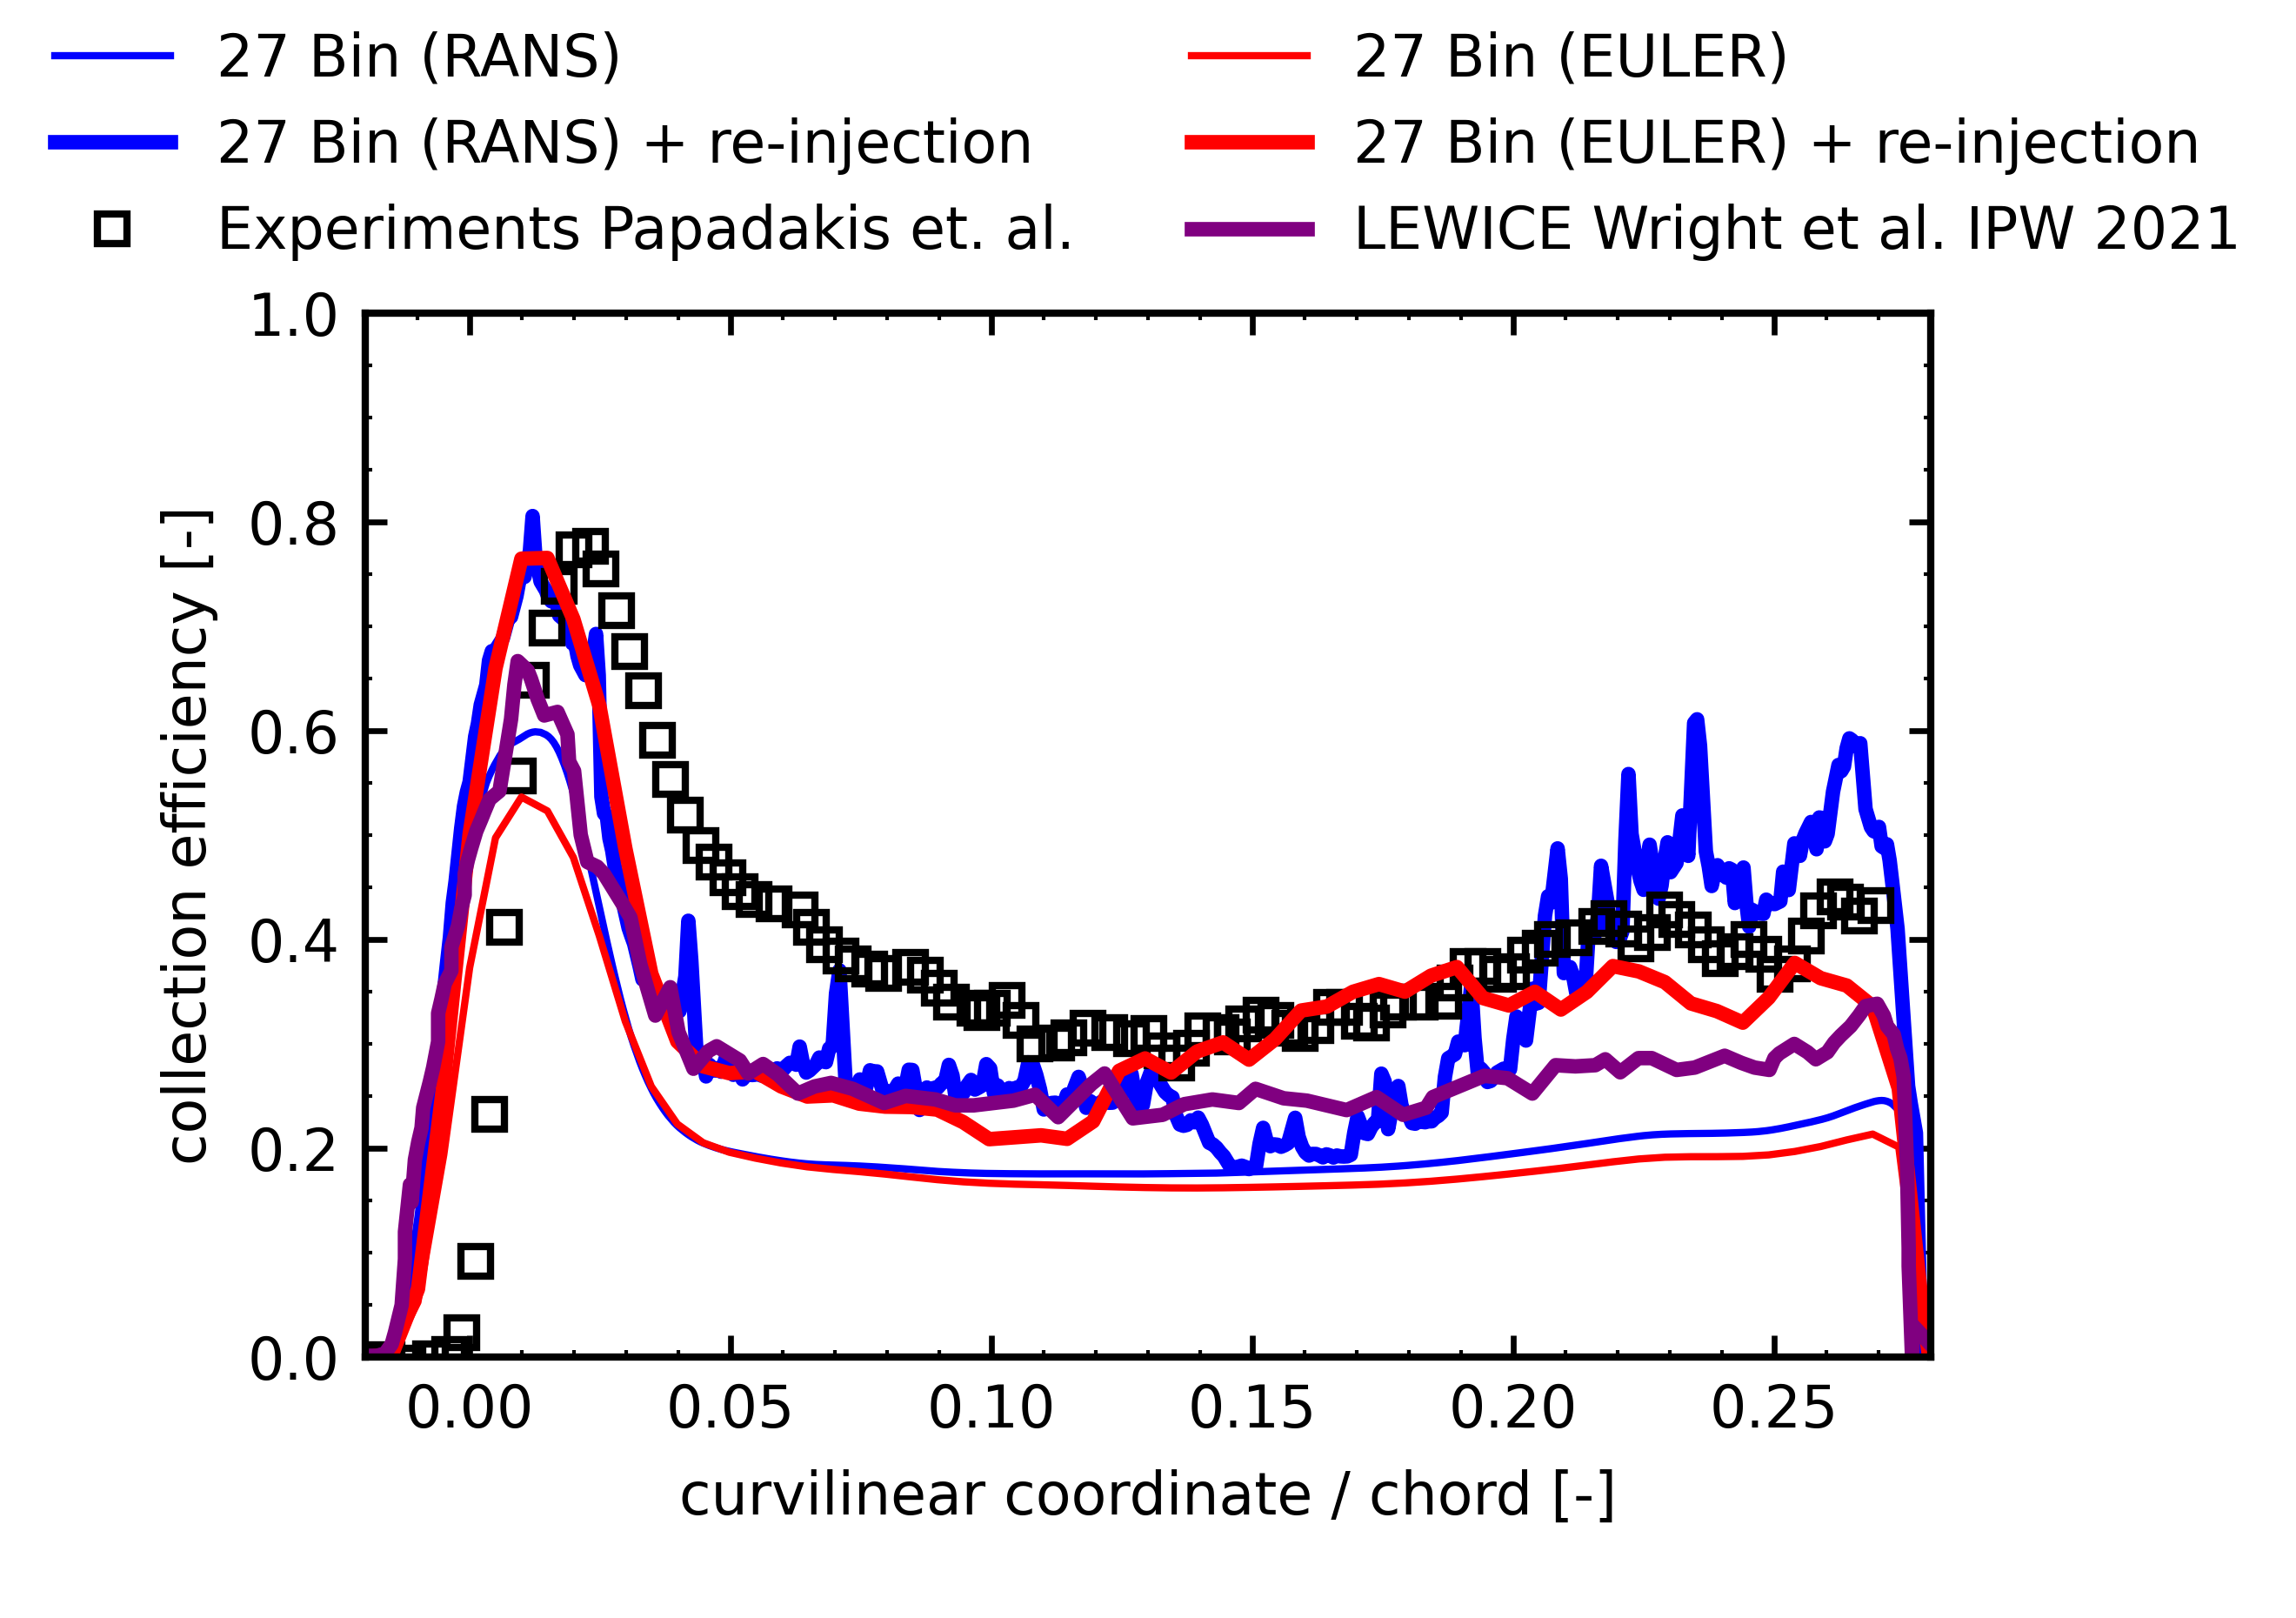 27 Bin (RANS)
27 Bin (RANS) + re-injection
Experiments Papadakis et. al.
27 Bin (EULER)
27 Bin (EULER) + re-injection
LEWICE Wright et al. IPW 2021
collection efficiency [-]
1.0
0.8
0.6
0.4
0.2
0.0
0.00 0.05 0.10 0.15 0.20 0.25
curvilinear coordinate / chord [-]